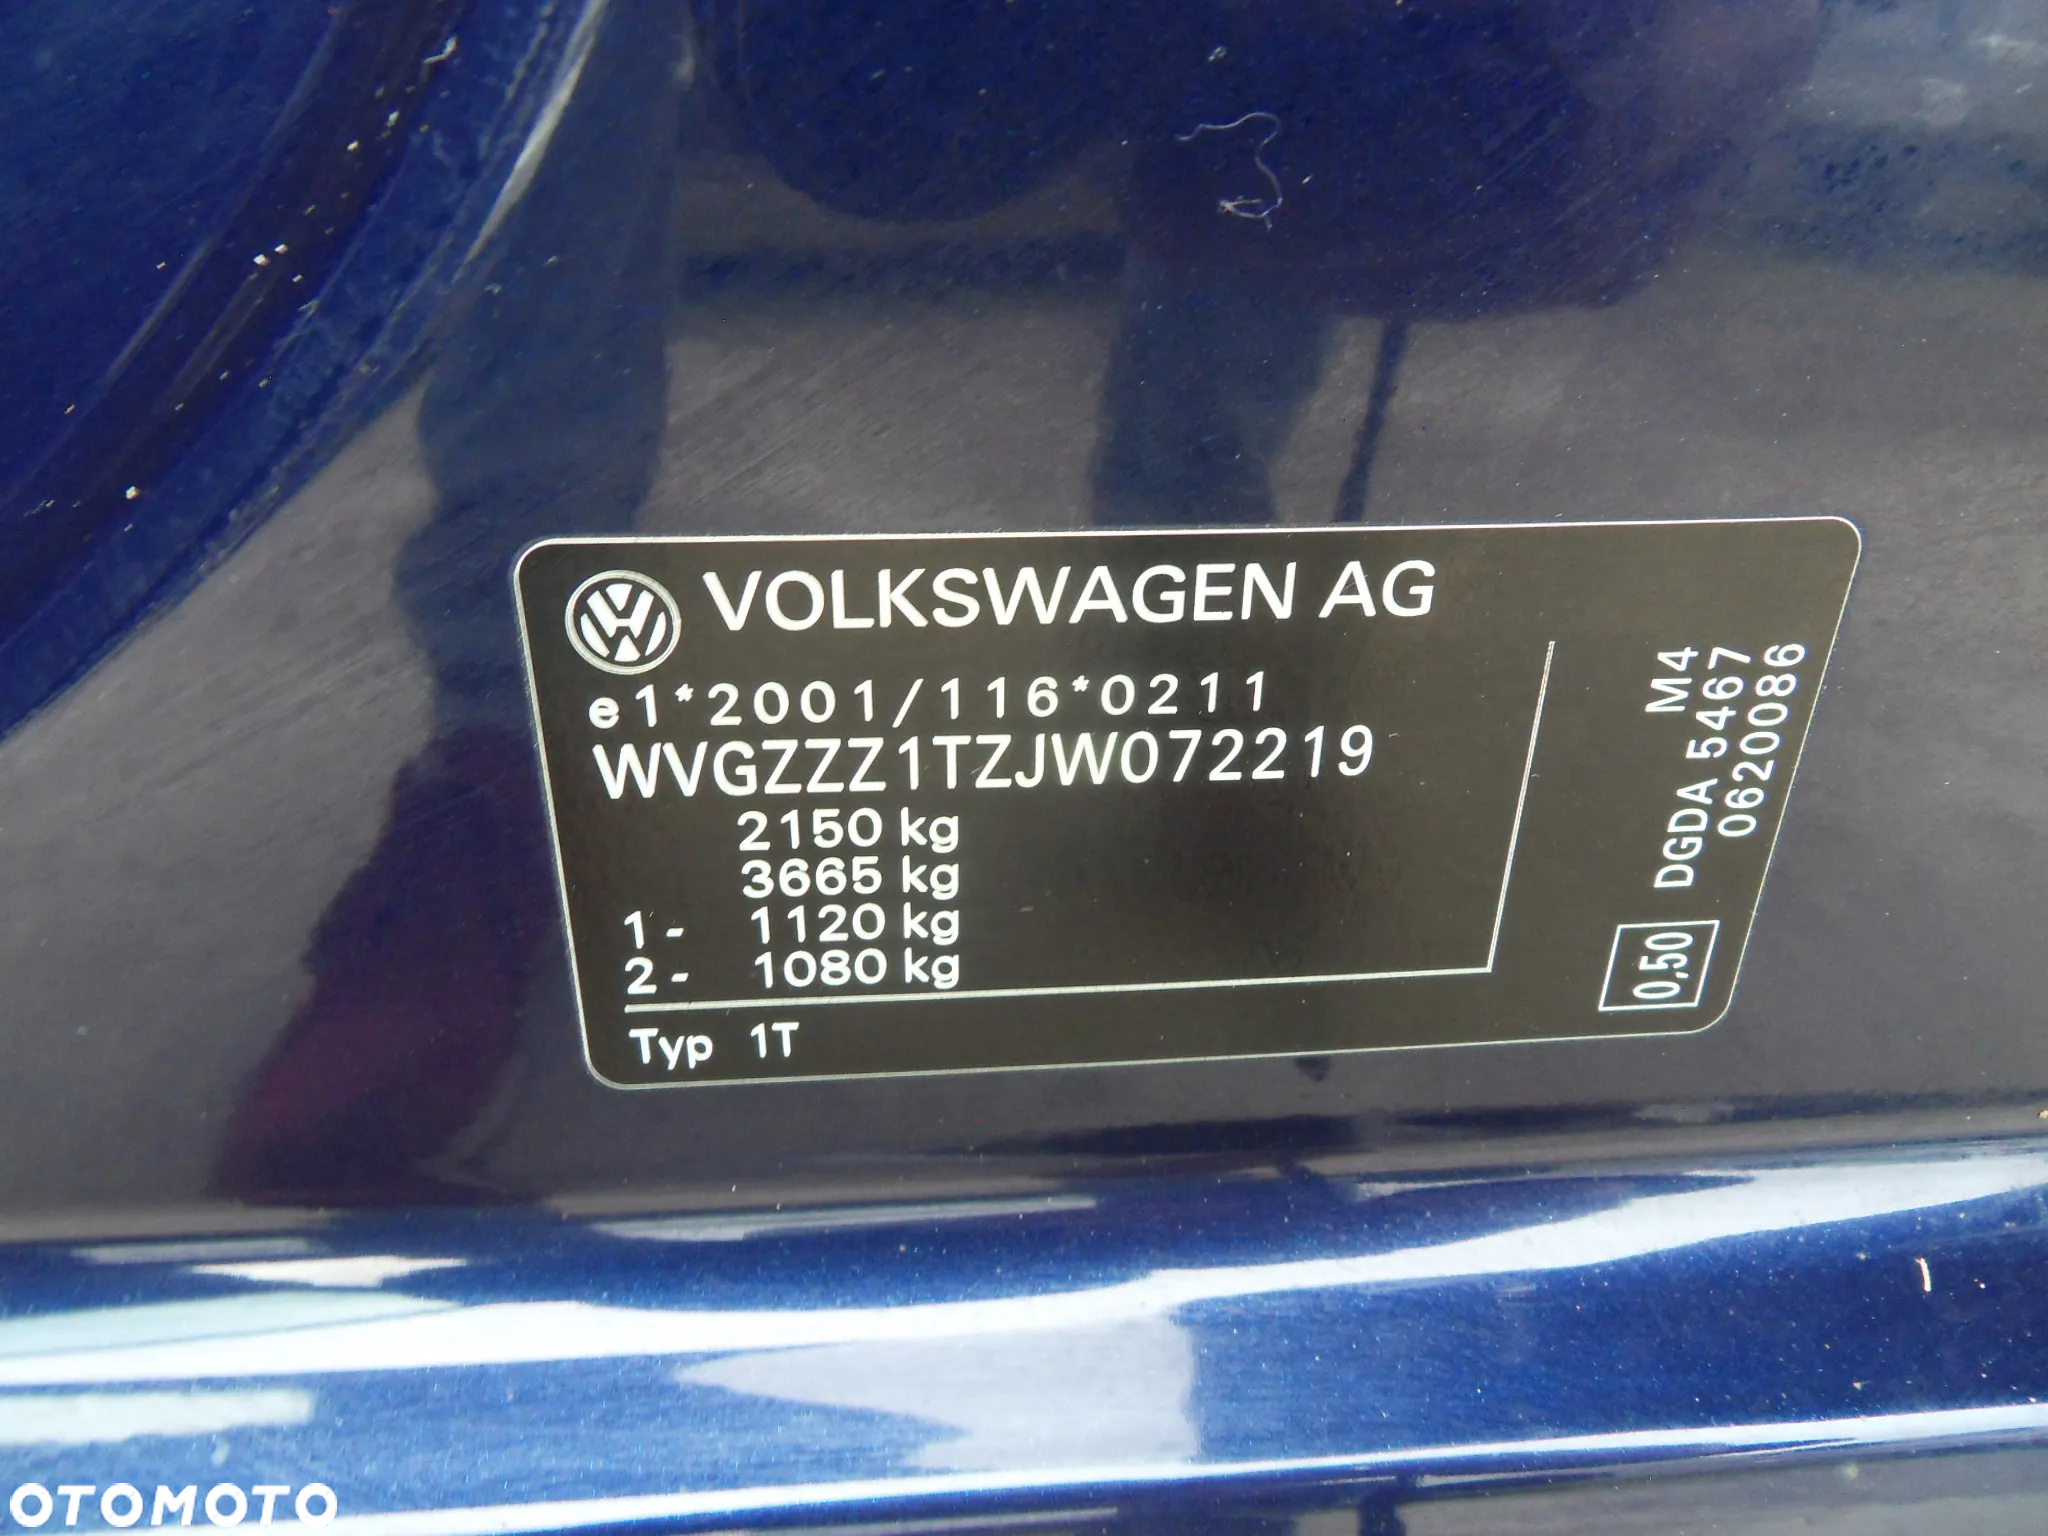 VOLKSWAGEN AG
e1*2001/116*0211
WVGZZZ1TZJW072219
2150 kg
3665 kg
1- 1120 kg
2- 1080 kg
Typ 1T
M4
DGDA 5467
0620086
0,50
OTOMOTO